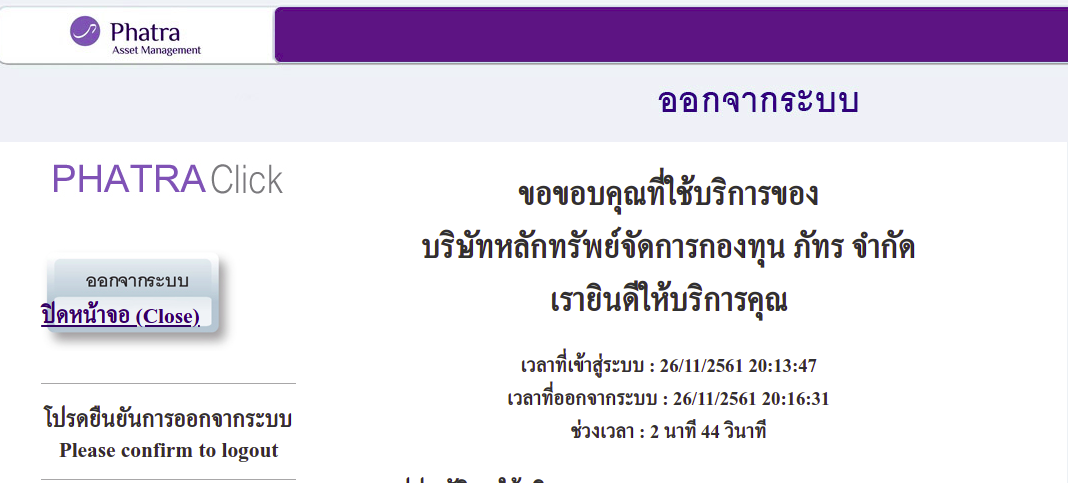 Phatra
Asset Management
ออกจากระบบ
PHATRA Click
ขอขอบคุณที่ใช้บริการของ
บริษัทหลักทรัพย์จัดการกองทุน ภัทร จำกัด
เรายินดีให้บริการคุณ
ออกจากระบบ
ปิดหน้าจอ (Close)
เวลาที่เข้าสู่ระบบ : 26/11/2561 20:13:47
เวลาที่ออกจากระบบ : 26/11/2561 20:16:31
ช่วงเวลา : 2 นาที 44 วินาที
โปรดยืนยันการออกจากระบบ
Please confirm to logout